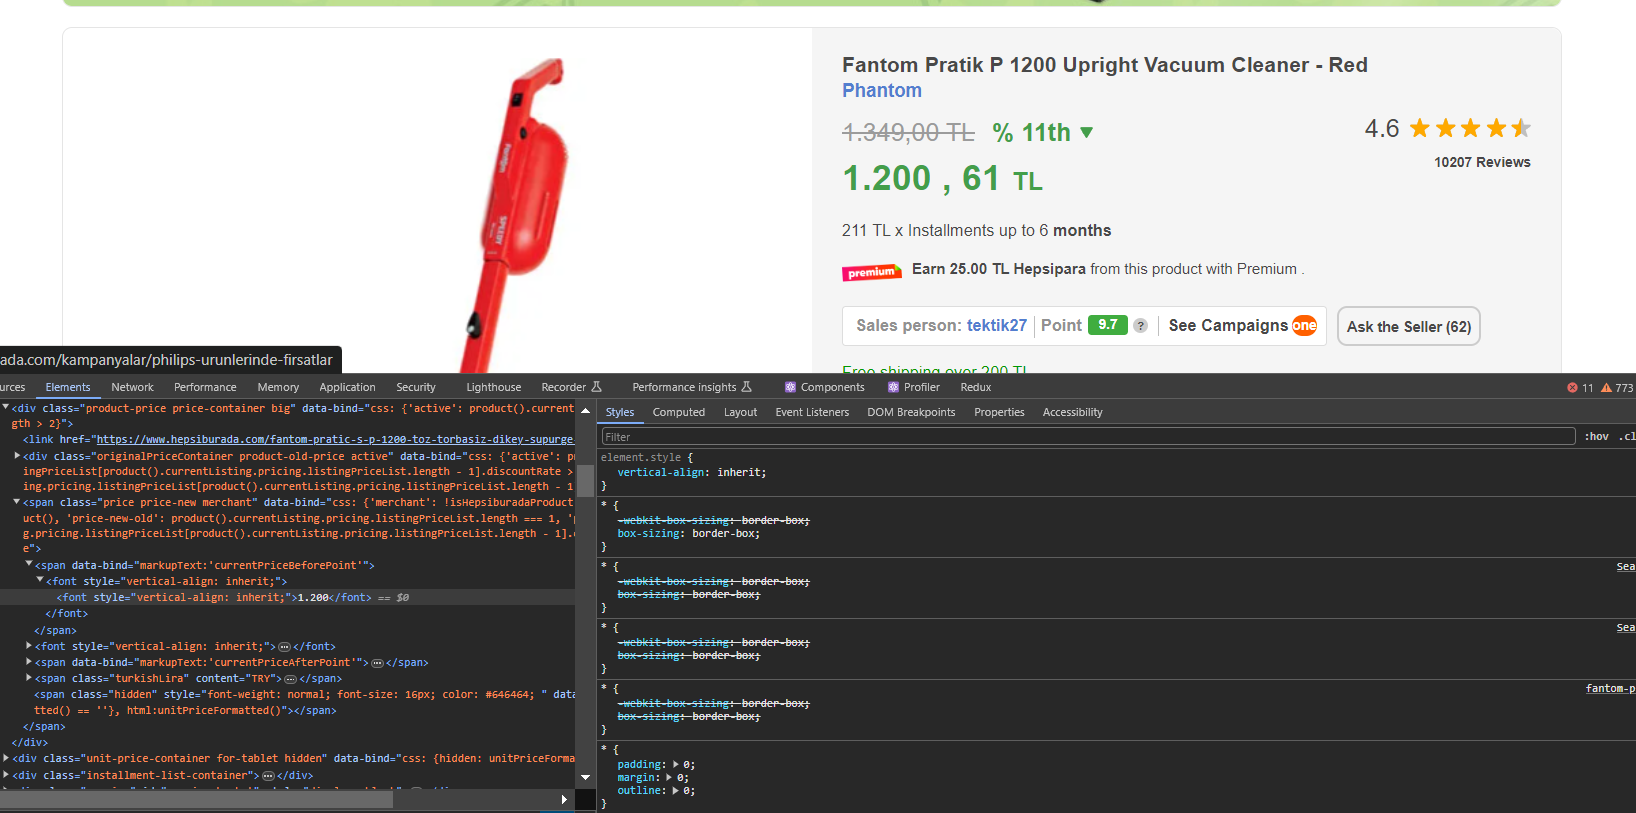 Fantom Pratik P 1200 Upright Vacuum Cleaner - Red
Phantom
1.349,00 TL % 11th
4.6
10207 Reviews
1.200 , 61 TL
211 TL x Installments up to 6 months
premium Earn 25.00 TL Hepsipara from this product with Premium .
Sales person: tektik27 Point 9.7 ? See Campaigns one
Ask the Seller (62)
Free shipping over 200 TL
Fantom
SPEEDY
ada.com/kampanyalar/philips-urunlerinde-firsatlar
urces Elements Network Performance Memory Application Security Lighthouse Recorder Performance insights Components Profiler Redux 11 773
<div class="product-price price-container big" data-bind="css: {'active': product().current
gth > 2}">
<link href="https://www.hepsiburada.com/fantom-pratic-s-p-1200-toz-torbasiz-dikey-supurge-
<div class="originalPriceContainer product-old-price active" data-bind="css: {'active': p
ingPriceList[product().currentListing.pricing.listingPriceList.length - 1].discountRate >
ing.pricing.listingPriceList[product().currentListing.pricing.listingPriceList.length - 1
<span class="price price-new merchant" data-bind="css: {'merchant': !isHepsiburadaProduct
uct(), 'price-new-old': product().currentListing.pricing.listingPriceList.length === 1, 'p
g.pricing.listingPriceList[product().currentListing.pricing.listingPriceList.length - 1].
e">
<span data-bind="markupText:'currentPriceBeforePoint'">
<font style="vertical-align: inherit;">
<font style="vertical-align: inherit;">1.200</font> == $0
</font>
</span>
<font style="vertical-align: inherit;">…</font>
<span data-bind="markupText:'currentPriceAfterPoint'">…</span>
<span class="turkishLira" content="TRY">…</span>
<span class="hidden" style="font-weight: normal; font-size: 16px; color: #646464; " data
tted() == ''}, html:unitPriceFormatted()"></span>
</span>
</div>
<div class="unit-price-container for-tablet hidden" data-bind="css: {hidden: unitPriceForma
<div class="installment-list-container">…</div>
Styles Computed Layout Event Listeners DOM Breakpoints Properties Accessibility
Filter :hov .cl
element.style {
vertical-align: inherit;
}
* {
-webkit-box-sizing: border-box;
box-sizing: border-box;
}
* { Sea
-webkit-box-sizing: border-box;
box-sizing: border-box;
}
* { Sea
-webkit-box-sizing: border-box;
box-sizing: border-box;
}
* { fantom-p
-webkit-box-sizing: border-box;
box-sizing: border-box;
}
* {
padding: 0;
margin: 0;
outline: 0;
}